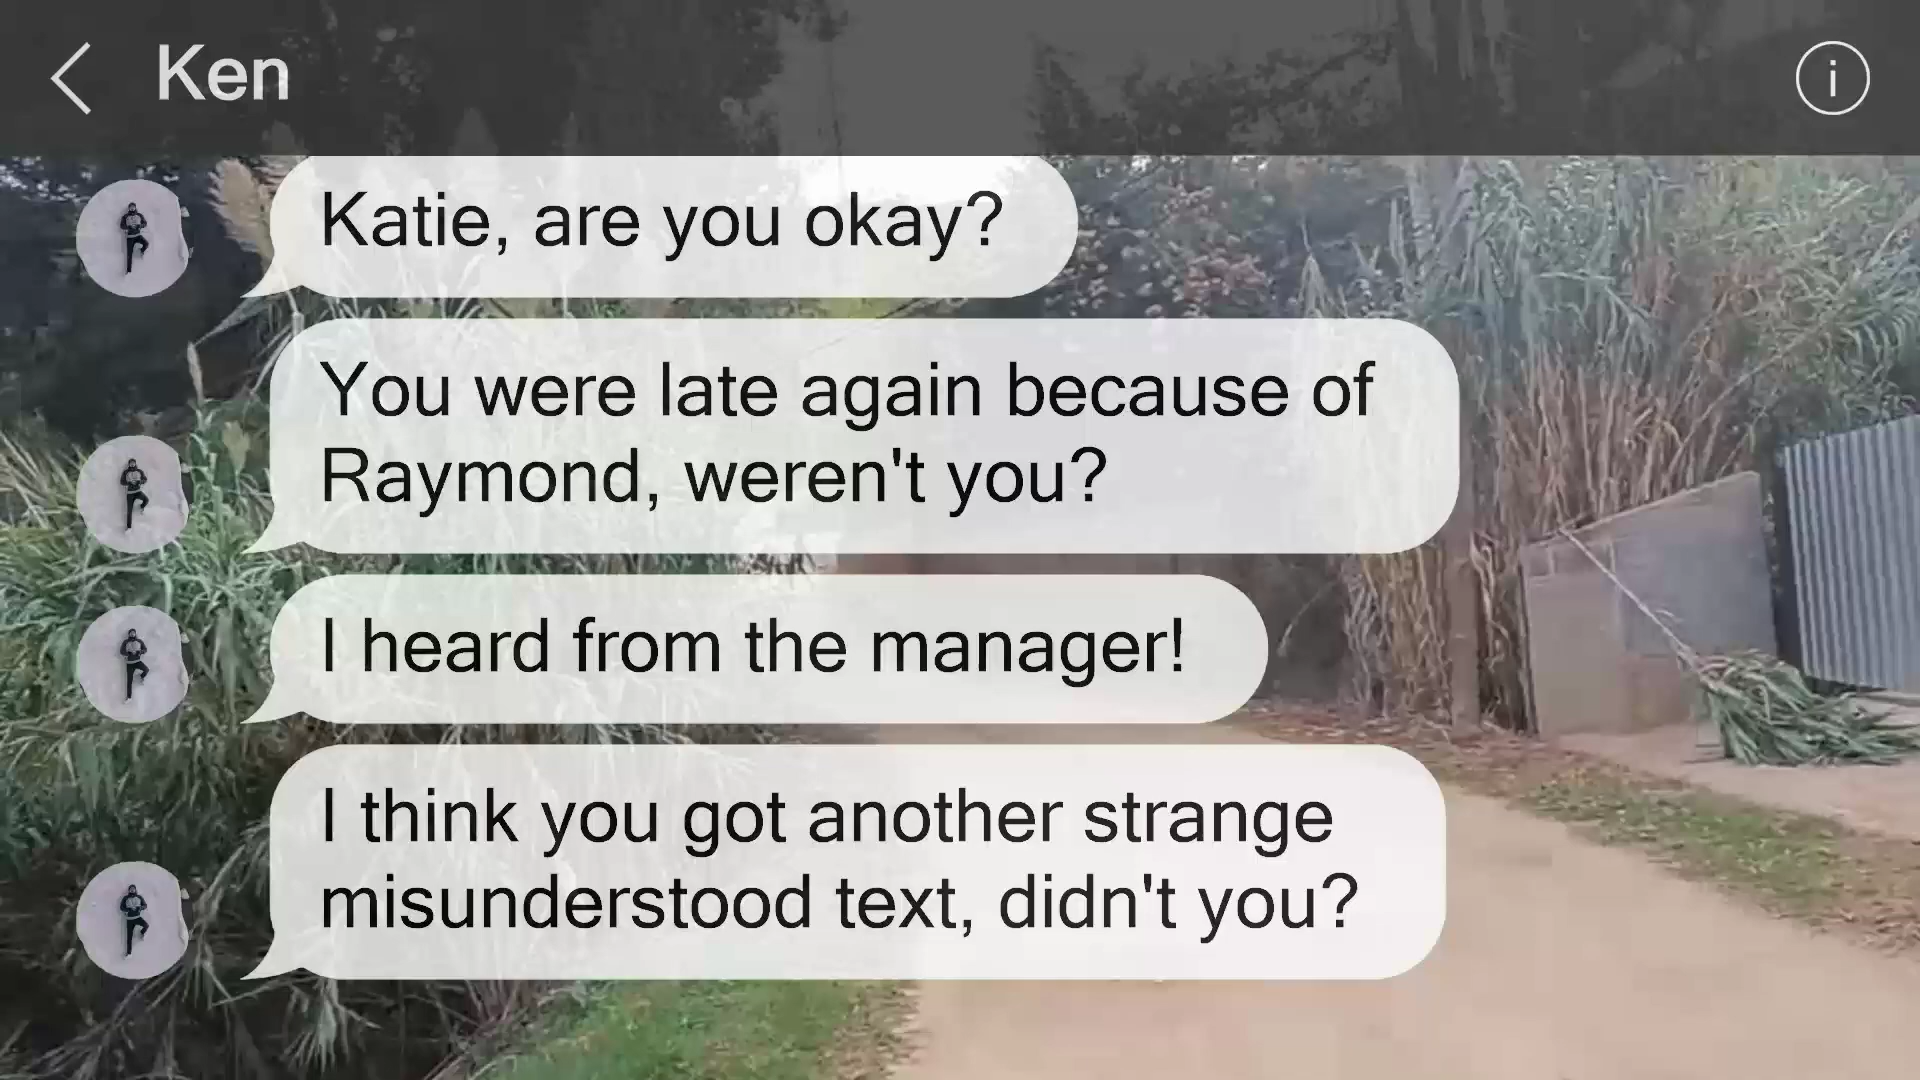 Ken
Katie, are you okay?
You were late again because of
Raymond, weren't you?
I heard from the manager!
I think you got another strange
misunderstood text, didn't you?